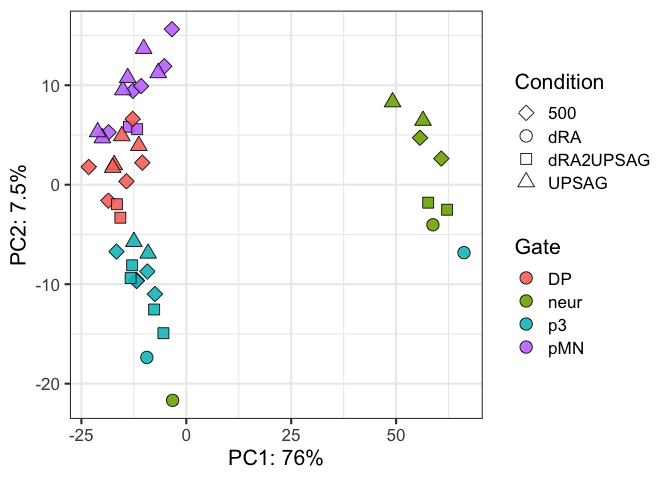 10
0
-10
-20
PC2: 7.5%
-25
0
25
50
PC1: 76%
Condition
500
dRA
dRA2UPSAG
UPSAG
Gate
DP
neur
p3
pMN